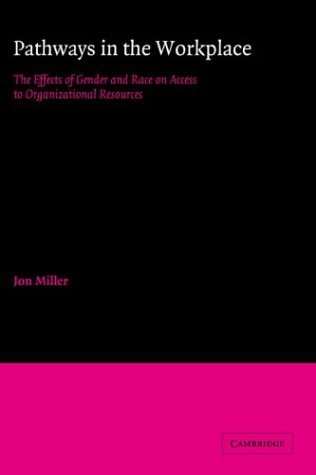 Pathways in the Workplace
The Effects of Gender and Race on Access
to Organizational Resources
Jon Miller
CAMBRIDGE